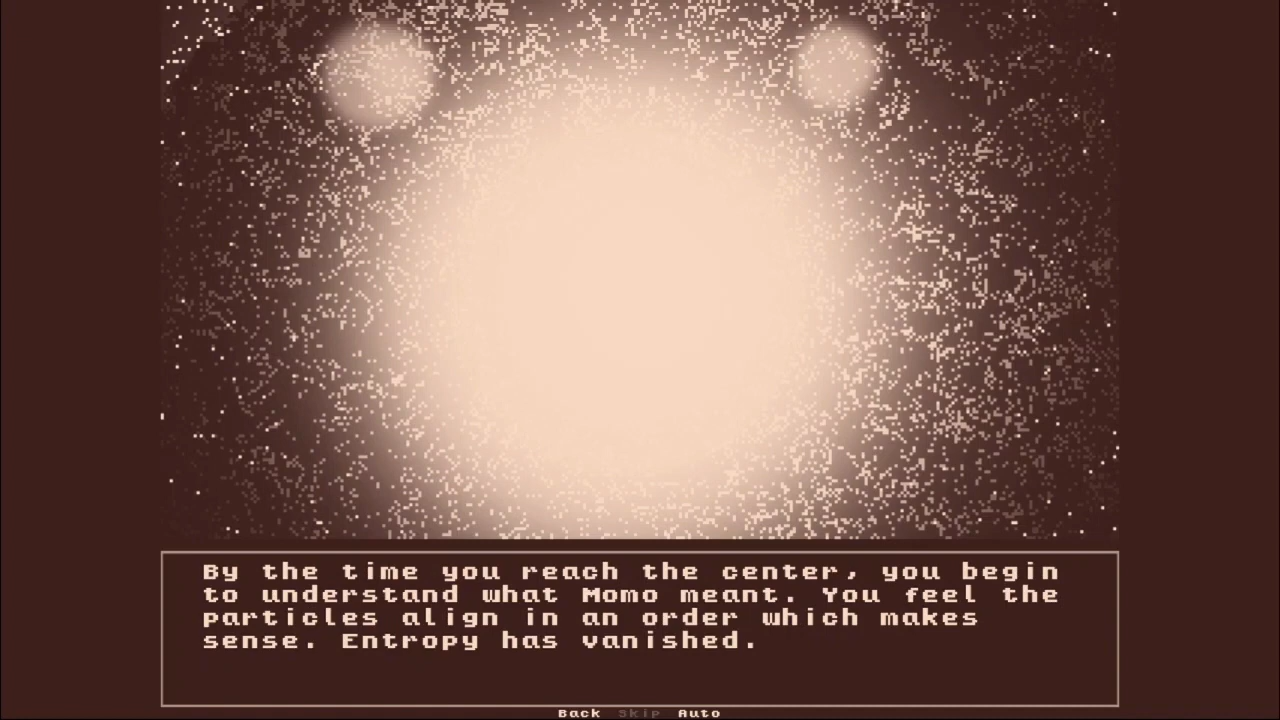 By the time you reach the center, you begin
to understand what Momo meant. You feel the
particles align in an order which makes
sense. Entropy has vanished.
Back Skip Auto